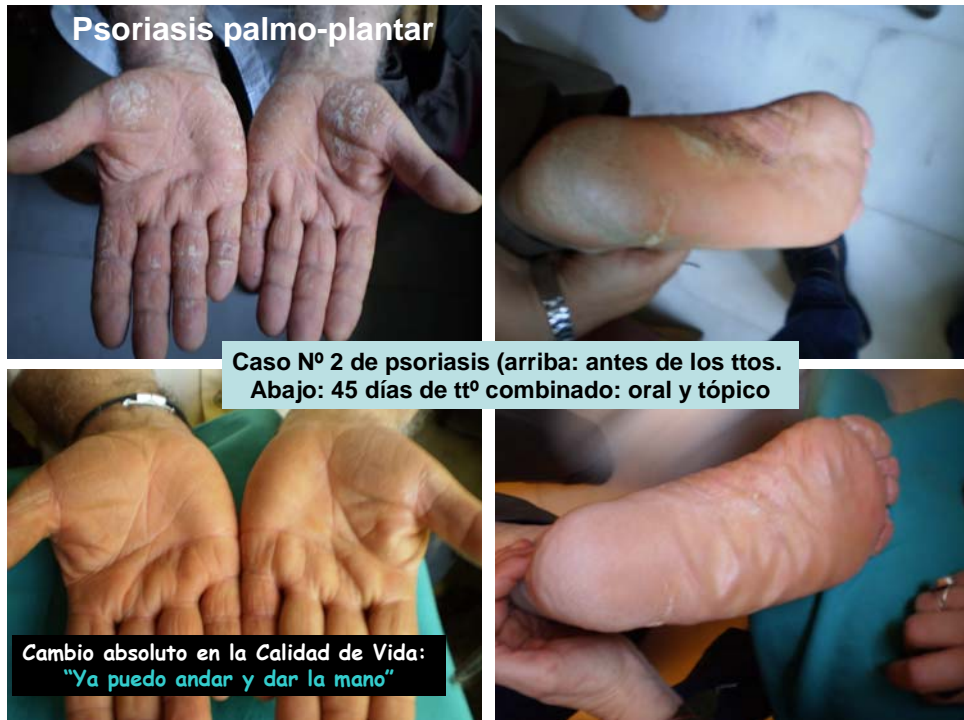 Psoriasis palmo-plantar
Caso Nº 2 de psoriasis (arriba: antes de los ttos.
Abajo: 45 días de ttº combinado: oral y tópico
Cambio absoluto en la Calidad de Vida:
“Ya puedo andar y dar la mano”